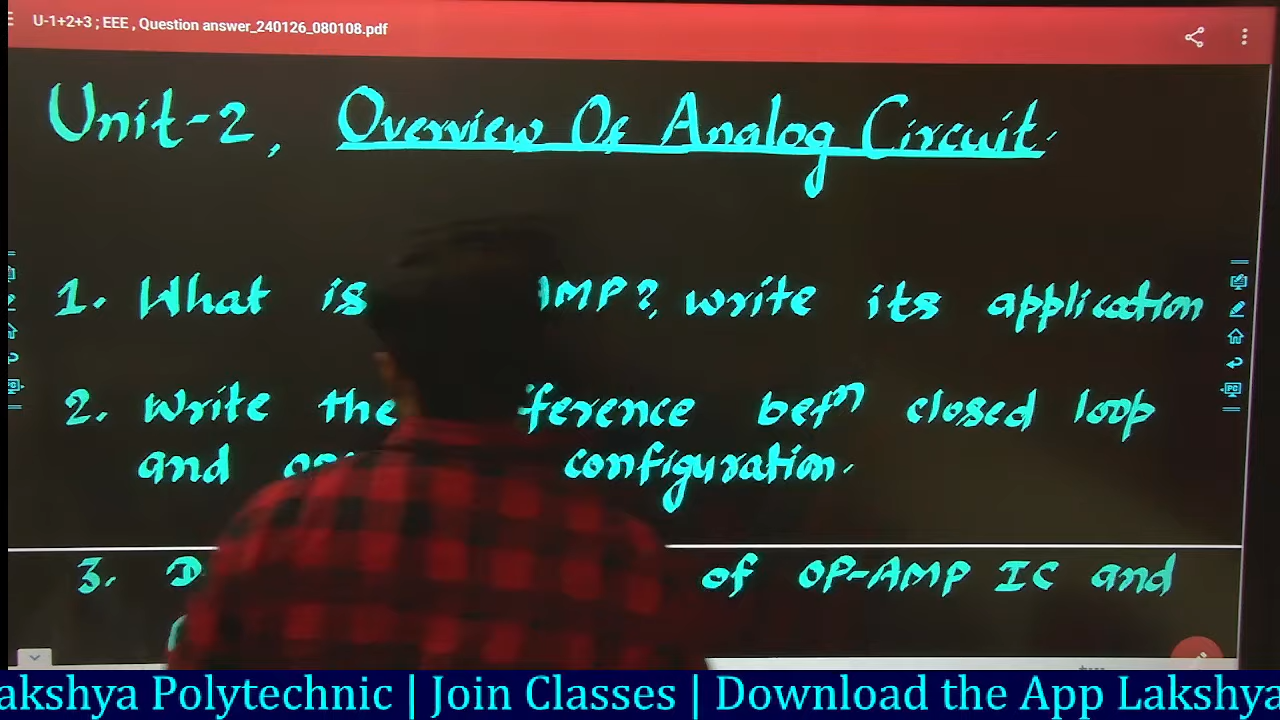 U-1+2+3 ; EEE , Question answer_240126_080108.pdf
Unit-2, Overview Of Analog Circuit.
1. What is MP?, write its application
2. Write the ference betn closed loop
and configuration.
3. of OP-AMP IC and
akshya Polytechnic | Join Classes | Download the App Lakshya